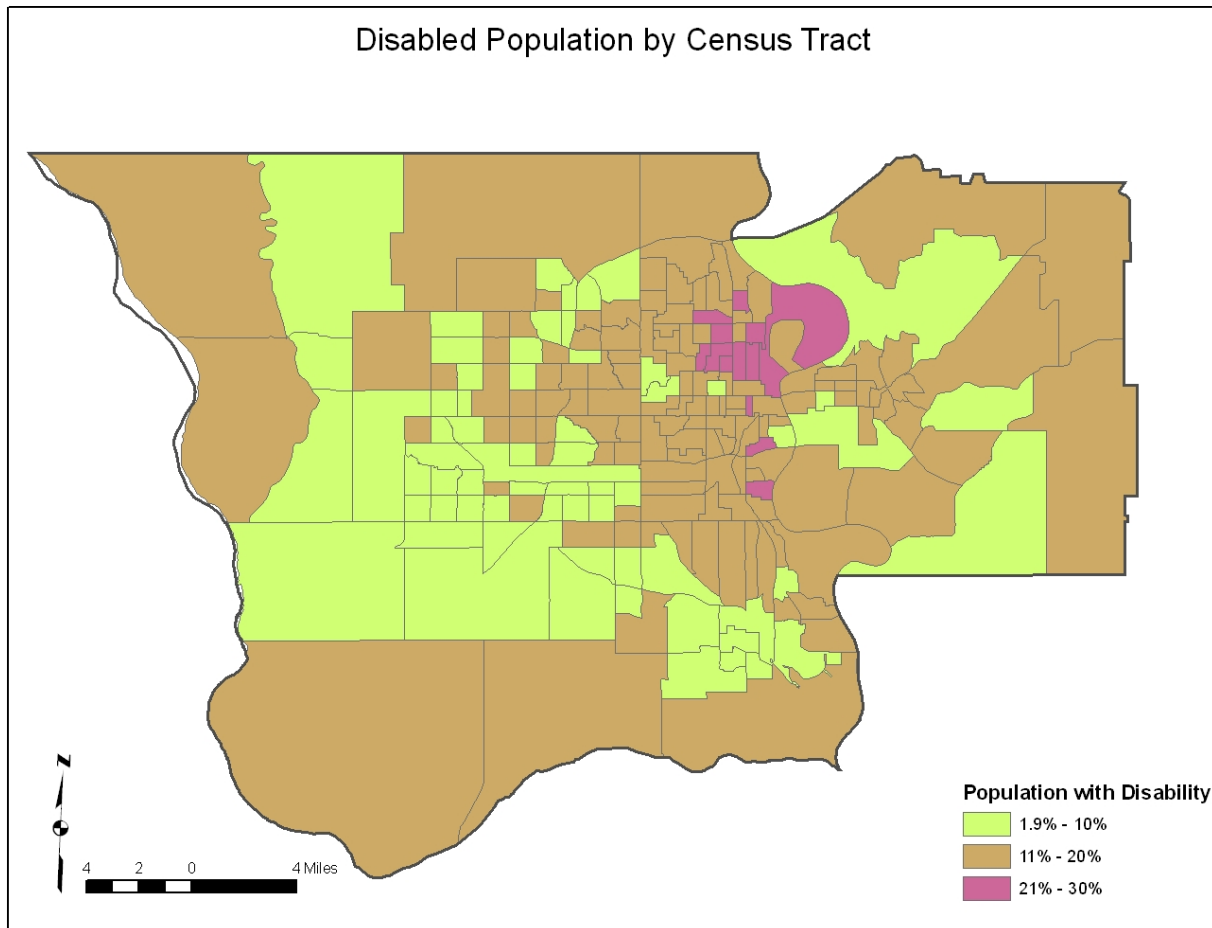 Disabled Population by Census Tract
N
4 2 0 4 Miles
Population with Disability
1.9% - 10%
11% - 20%
21% - 30%